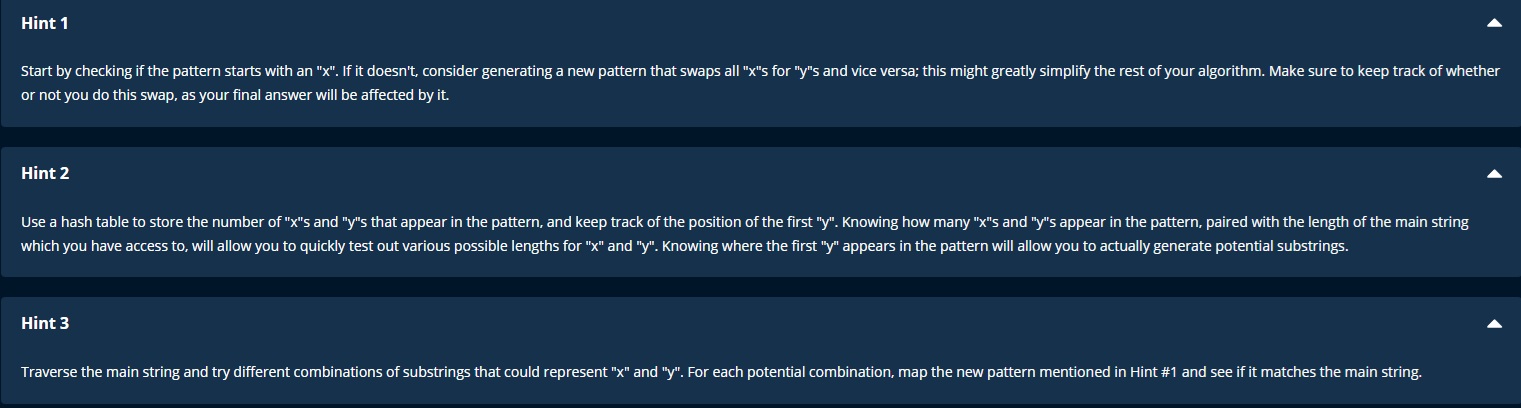 Hint 1
Start by checking if the pattern starts with an "x". If it doesn't, consider generating a new pattern that swaps all "x"s for "y"s and vice versa; this might greatly simplify the rest of your algorithm. Make sure to keep track of whether
or not you do this swap, as your final answer will be affected by it.
Hint 2
Use a hash table to store the number of "x"s and "y"s that appear in the pattern, and keep track of the position of the first "y". Knowing how many "x"s and "y"s appear in the pattern, paired with the length of the main string
which you have access to, will allow you to quickly test out various possible lengths for "x" and "y". Knowing where the first "y" appears in the pattern will allow you to actually generate potential substrings.
Hint 3
Traverse the main string and try different combinations of substrings that could represent "x" and "y". For each potential combination, map the new pattern mentioned in Hint #1 and see if it matches the main string.